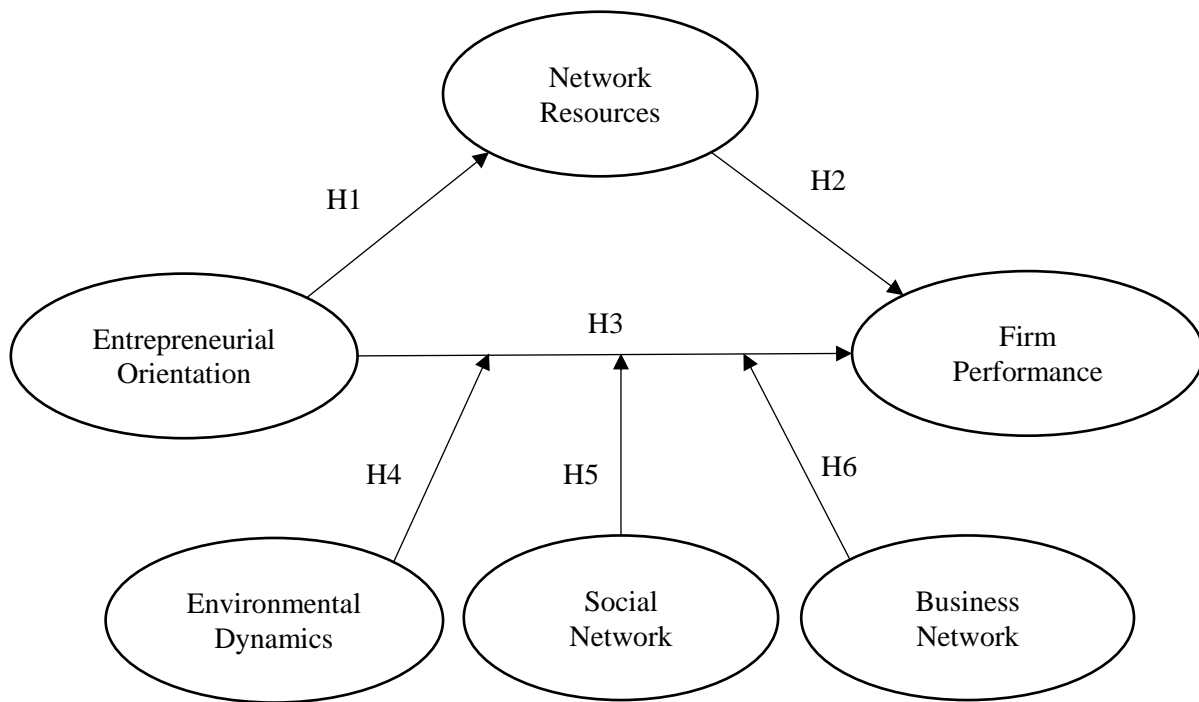 Network
Resources
H1
H2
Entrepreneurial
Orientation
H3
Firm
Performance
H4
H5
H6
Environmental
Dynamics
Social
Network
Business
Network